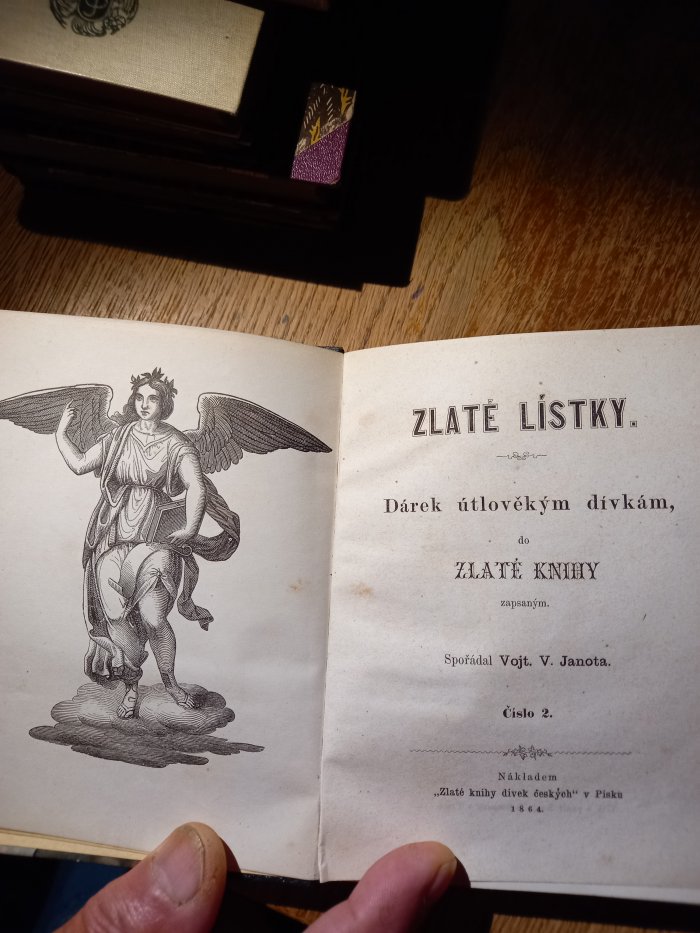 ZLATÉ LÍSTKY.
Dárek útlověkým dívkám,
do
ZLATÉ KNIHY
zapsaným.
Spořádal Vojt. V. Janota.
Číslo 2.
Nákladem
„Zlaté knihy dívek českých“ v Písku
1864.